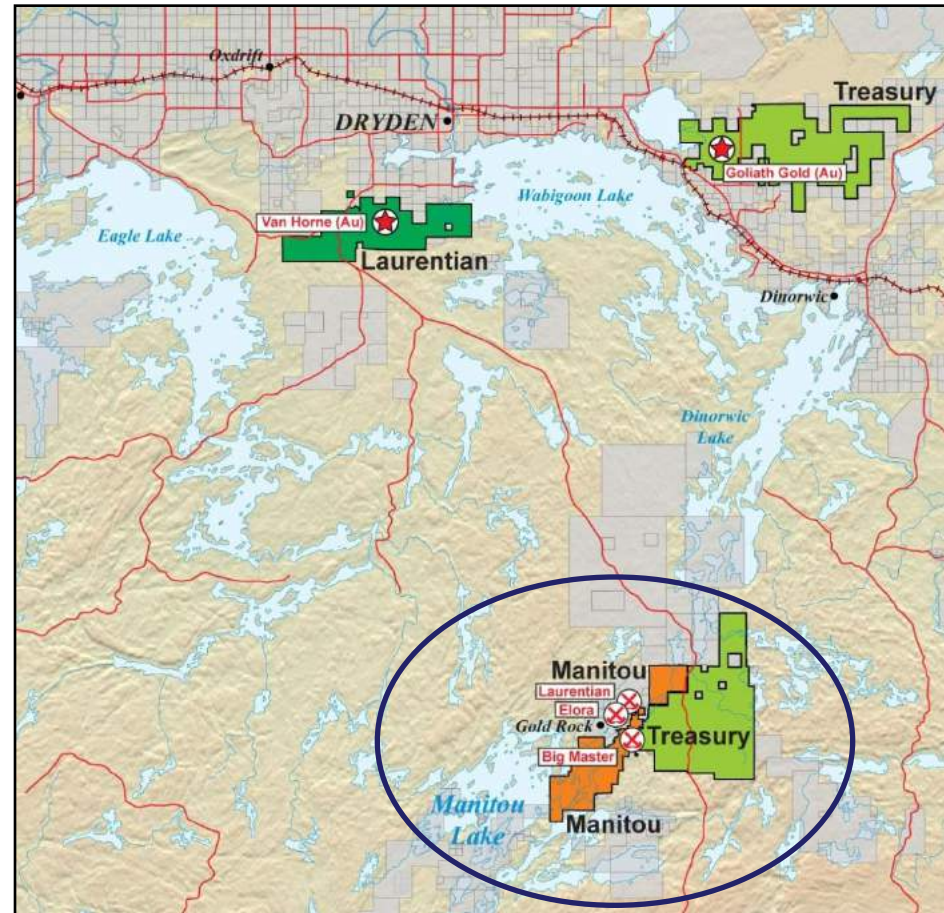 Oxdrift
DRYDEN
Treasury
Goliath Gold (Au)
Wabigoon Lake
Van Horne (Au)
Eagle Lake
Laurentian
Dinorwic
Dinorwic
Lake
Manitou
Laurentian
Elora
Gold Rock
Treasury
Big Master
Manitou
Lake
Manitou